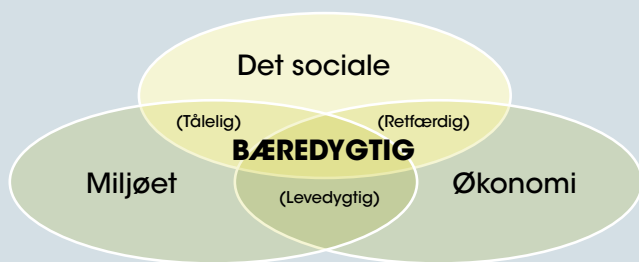 Det sociale
(Tålelig)
(Retfærdig)
BÆREDYGTIG
Miljøet
Økonomi
(Levedygtig)